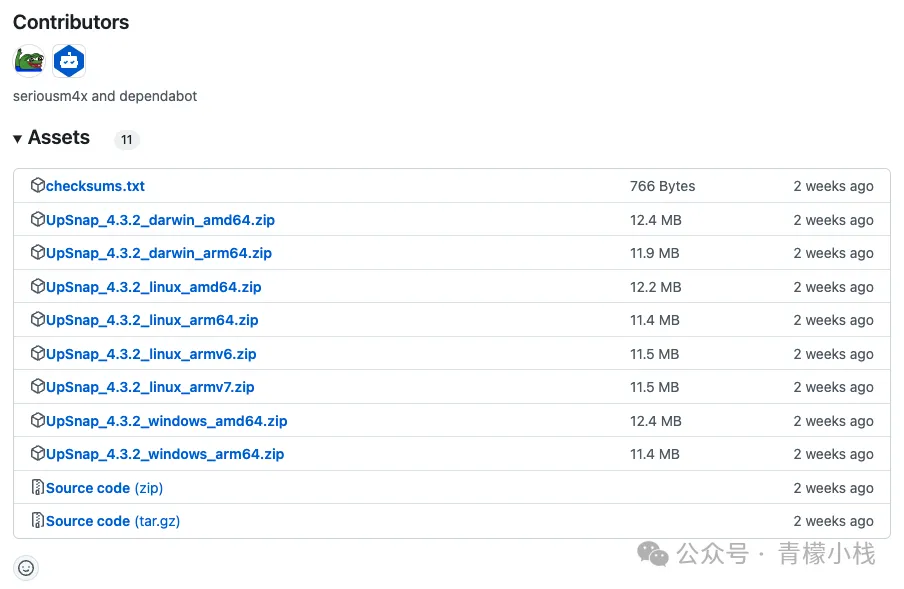 Contributors
seriousm4x and dependabot
Assets 11
checksums.txt 766 Bytes 2 weeks ago
UpSnap_4.3.2_darwin_amd64.zip 12.4 MB 2 weeks ago
UpSnap_4.3.2_darwin_arm64.zip 11.9 MB 2 weeks ago
UpSnap_4.3.2_linux_amd64.zip 12.2 MB 2 weeks ago
UpSnap_4.3.2_linux_arm64.zip 11.4 MB 2 weeks ago
UpSnap_4.3.2_linux_armv6.zip 11.5 MB 2 weeks ago
UpSnap_4.3.2_linux_armv7.zip 11.5 MB 2 weeks ago
UpSnap_4.3.2_windows_amd64.zip 12.4 MB 2 weeks ago
UpSnap_4.3.2_windows_arm64.zip 11.4 MB 2 weeks ago
Source code (zip) 2 weeks ago
Source code (tar.gz) 2 weeks ago
公众号 · 青檬小栈